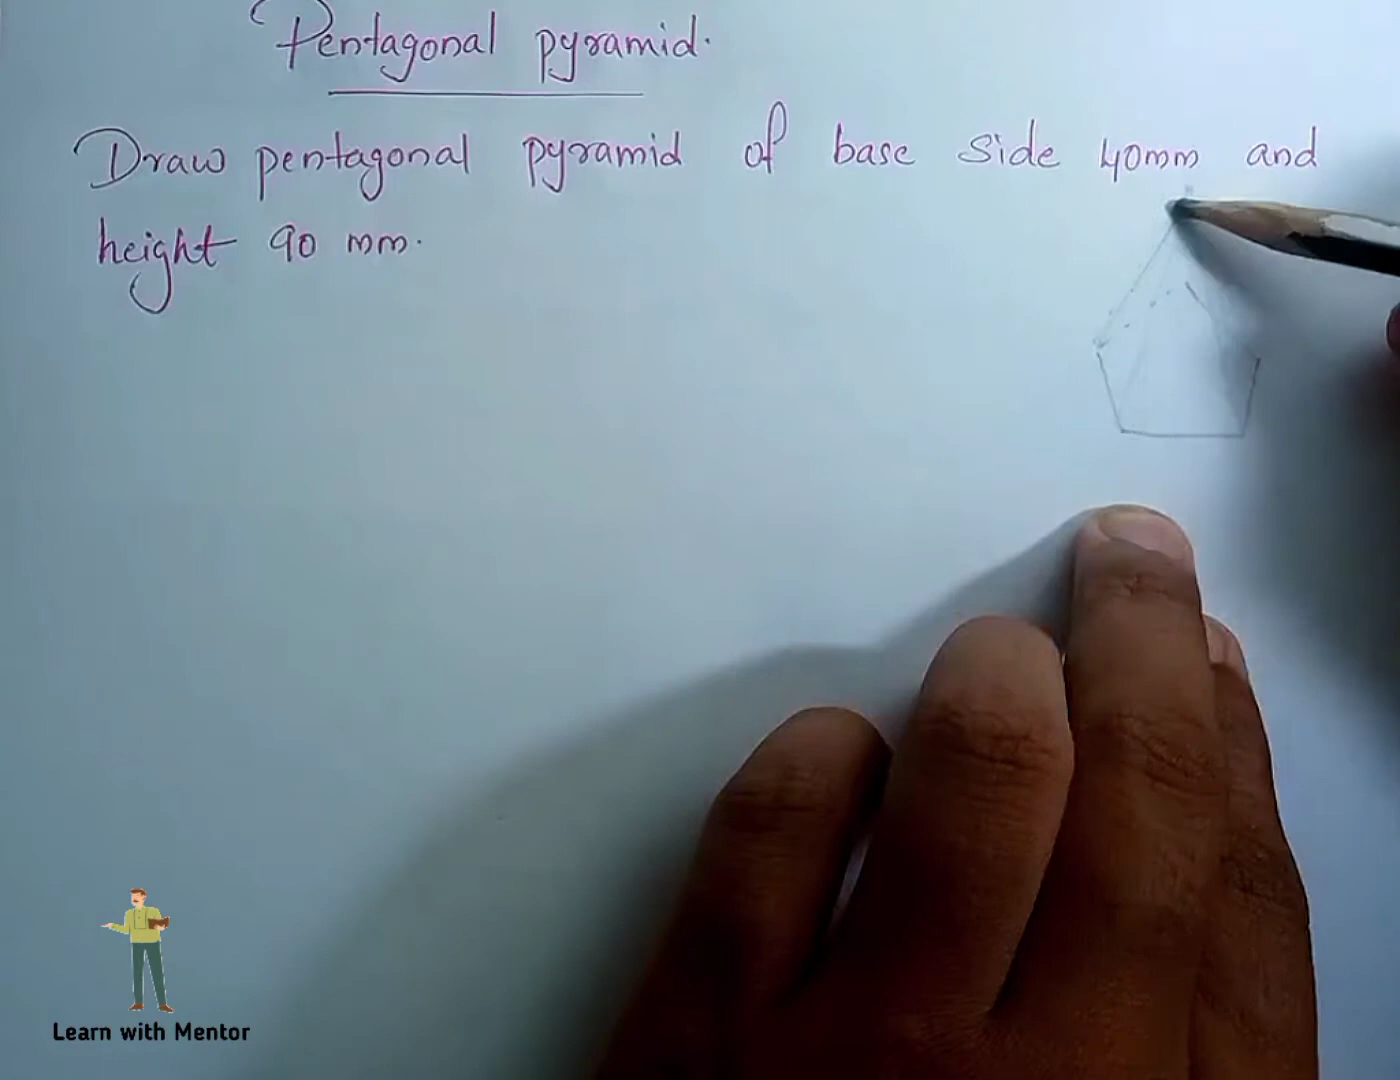 Pentagonal pyramid.
Draw pentagonal pyramid of base side 40mm and
height 90 mm.
Learn with Mentor